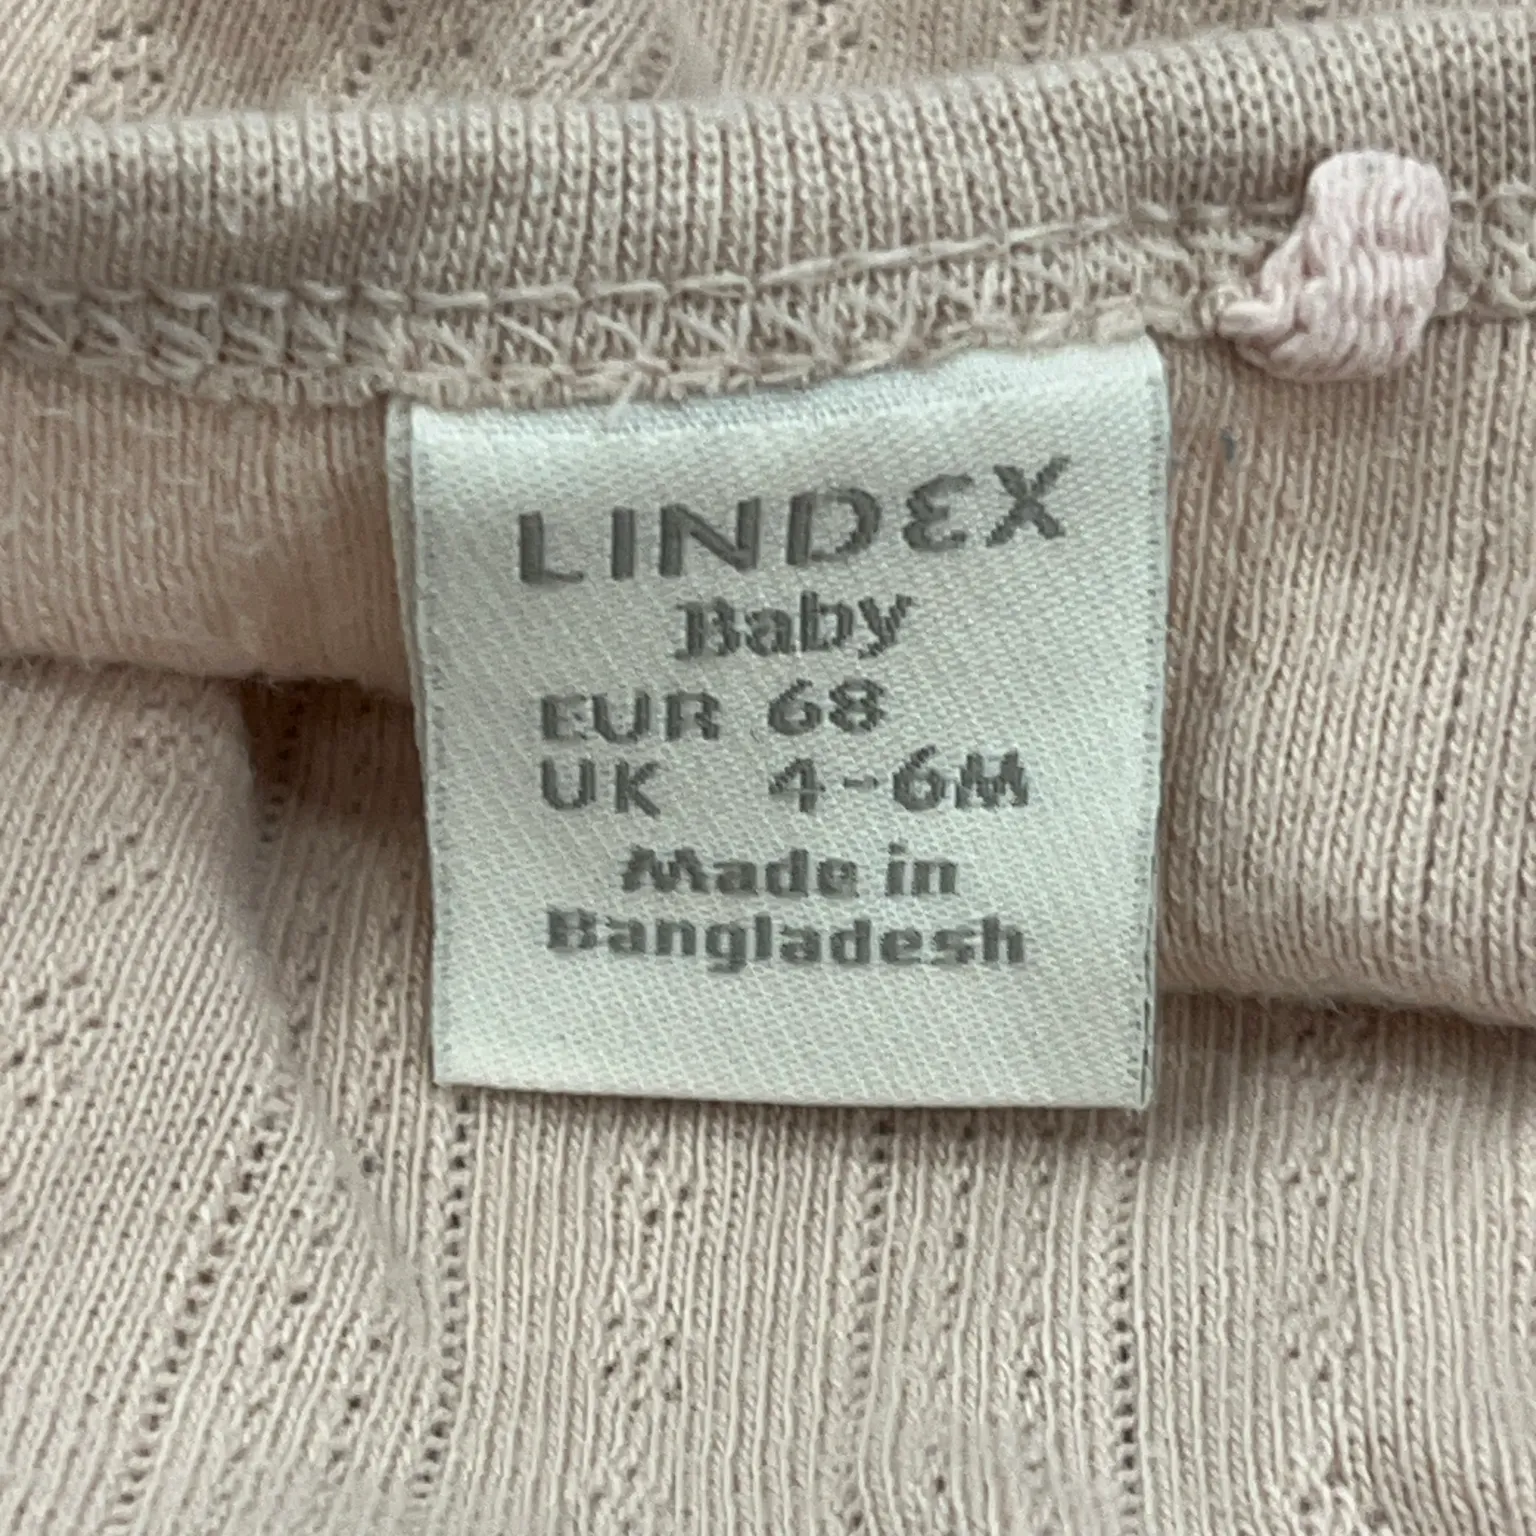 LINDEX
Baby
EUR 68
UK 4-6M
Made in
Bangladesh